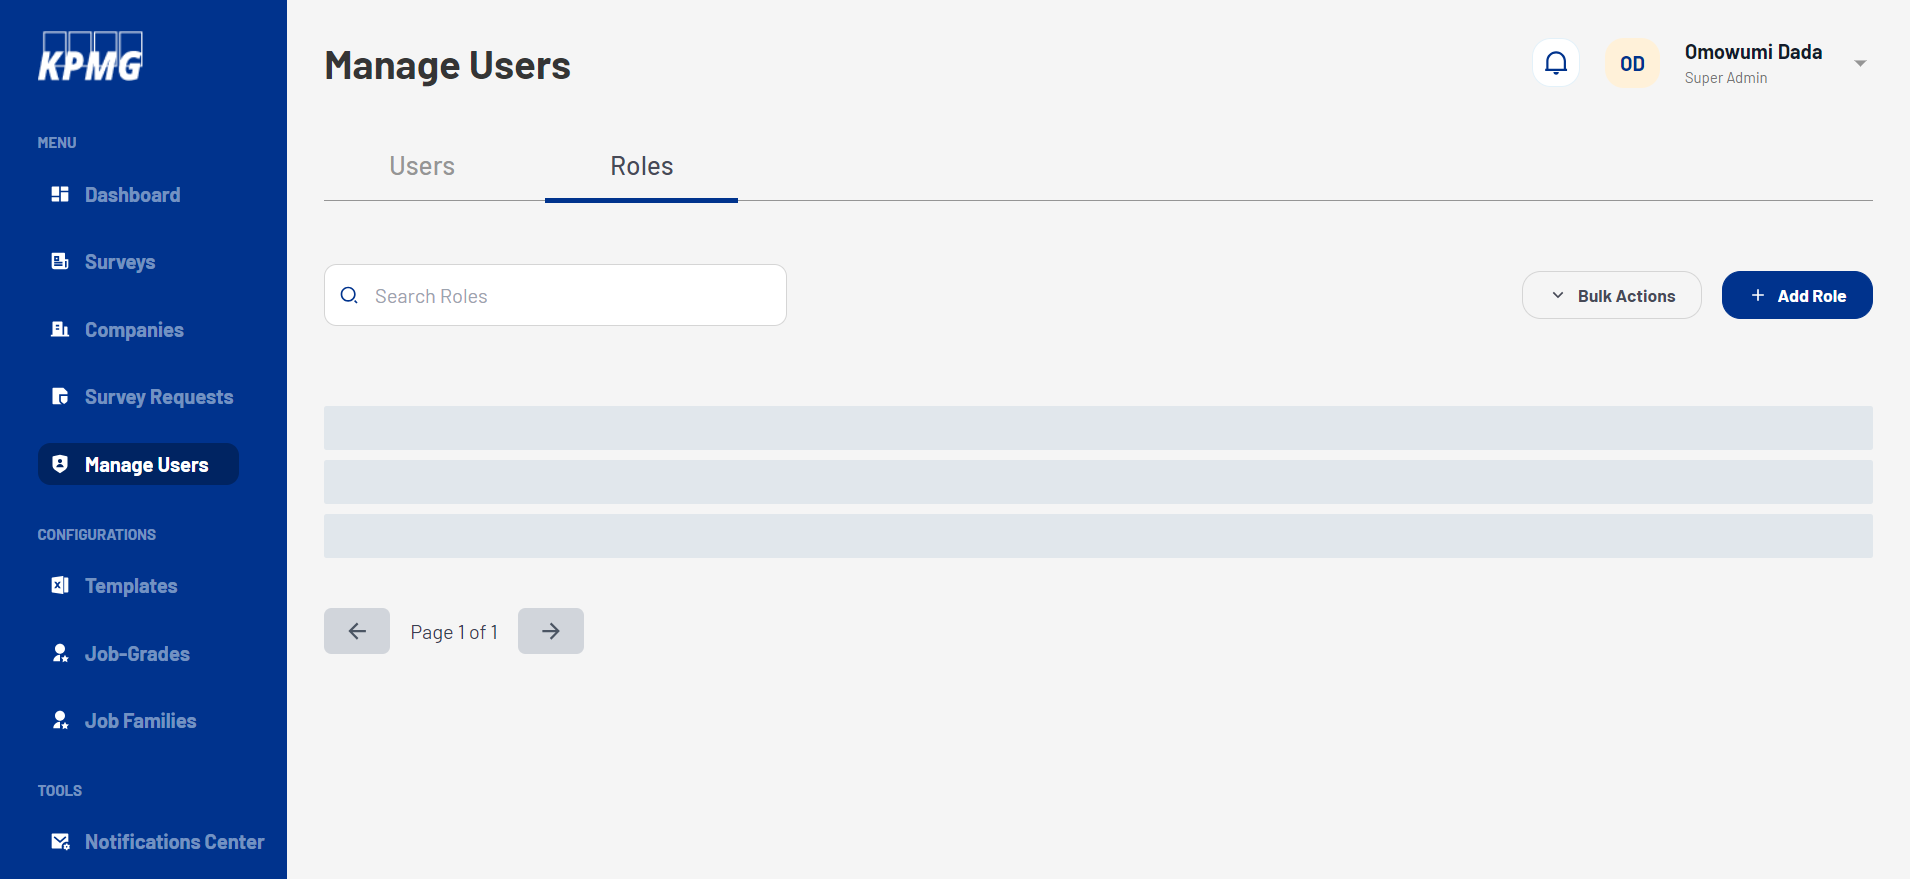 KPMG
MENU
Dashboard
Surveys
Companies
Survey Requests
Manage Users
CONFIGURATIONS
Templates
Job-Grades
Job Families
TOOLS
Notifications Center
Manage Users
OD
Omowumi Dada
Super Admin
Users
Roles
Search Roles
Bulk Actions
Add Role
Page 1 of 1